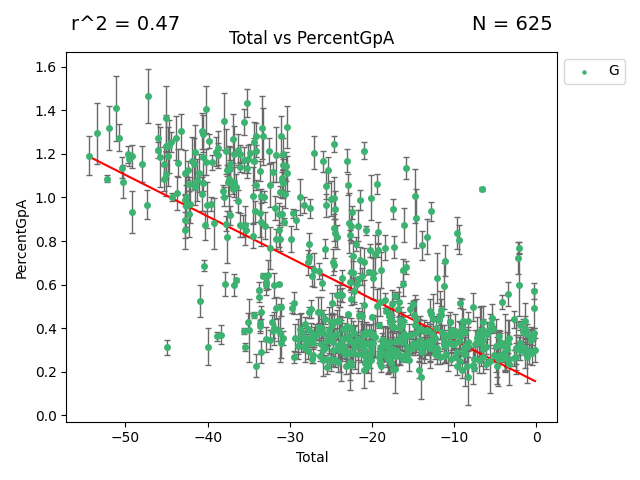 r^2 = 0.47
N = 625
Total vs PercentGpA
G
PercentGpA
1.6
1.4
1.2
1.0
0.8
0.6
0.4
0.2
0.0
−50
−40
−30
−20
−10
0
Total